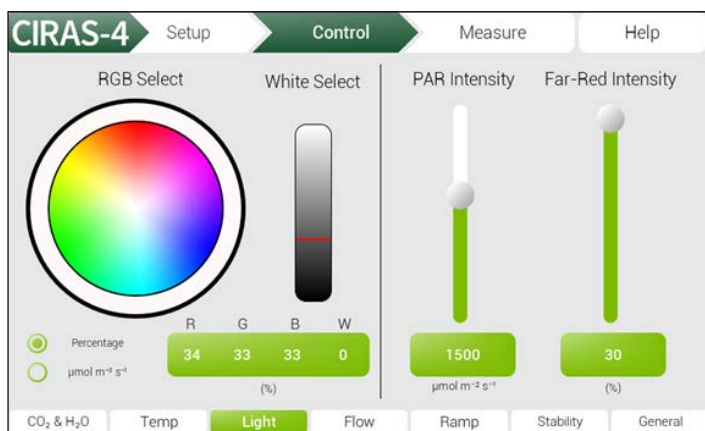 CIRAS-4 Setup Control Measure Help
RGB Select White Select PAR Intensity Far-Red Intensity
R G B W
Percentage
34 33 33 0 1500 30
μmol m⁻² s⁻¹
(%) μmol m⁻² s⁻¹ (%)
CO₂ & H₂O Temp Light Flow Ramp Stability General